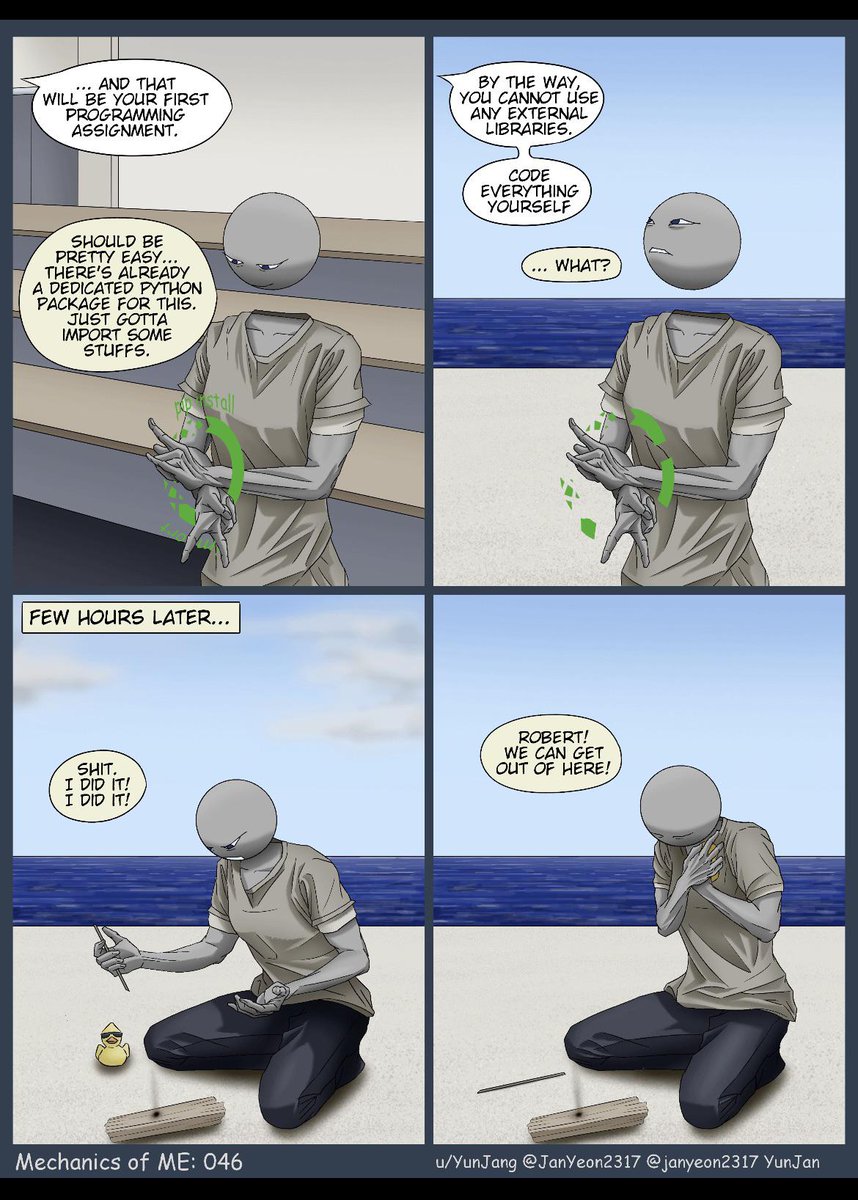 ... AND THAT
WILL BE YOUR FIRST
PROGRAMMING
ASSIGNMENT.
SHOULD BE
PRETTY EASY...
THERE'S ALREADY
A DEDICATED PYTHON
PACKAGE FOR THIS.
JUST GOTTA
IMPORT SOME
STUFFS.
pip install
BY THE WAY,
YOU CANNOT USE
ANY EXTERNAL
LIBRARIES.
CODE
EVERYTHING
YOURSELF
... WHAT?
FEW HOURS LATER...
SHIT.
I DID IT!
I DID IT!
ROBERT!
WE CAN GET
OUT OF HERE!
Mechanics of ME: 046
u/YunJang @JanYeon2317 @janyeon2317 YunJan